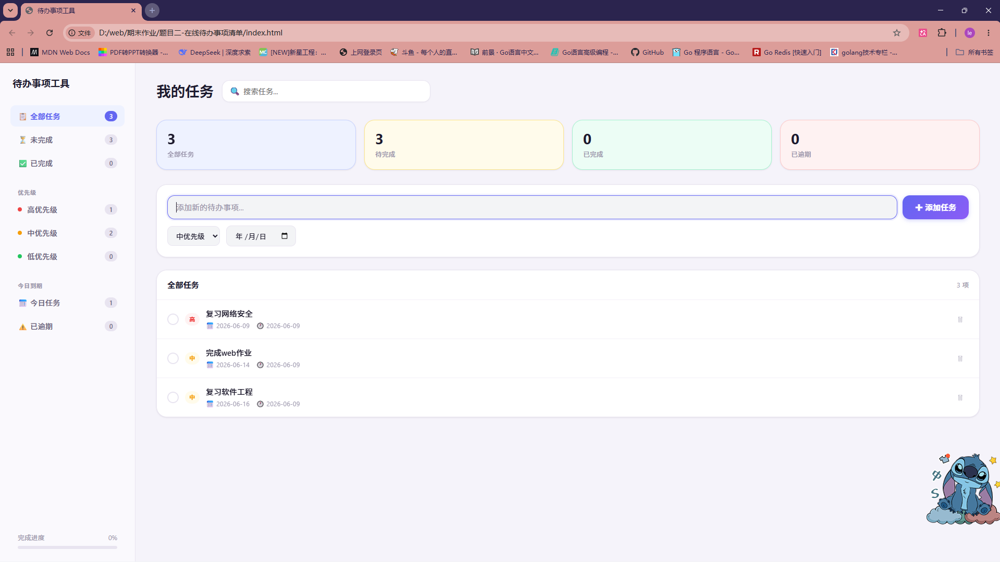 待办事项工具
文件
D:/web/期末作业/题目二-在线待办事项清单/index.html
le
MDN Web Docs
PDF转PPT转换器 -...
DeepSeek | 深度求索
MC [NEW]新星工程：...
上网登录页
斗鱼 - 每个人的直...
前景 · Go语言中文...
Go语言高级编程 -...
GitHub
Go 程序语言 - Go...
R Go Redis [快速入门]
golang技术专栏 -...
所有书签
待办事项工具
全部任务 3
未完成 3
已完成 0
优先级
高优先级 1
中优先级 2
低优先级 0
今日到期
今日任务 1
已逾期 0
完成进度 0%
我的任务
搜索任务...
3
全部任务
3
待完成
0
已完成
0
已逾期
添加新的待办事项...
添加任务
中优先级
年 /月/日
全部任务
3 项
高
复习网络安全
2026-06-09 2026-06-09
中
完成web作业
2026-06-14 2026-06-09
中
复习软件工程
2026-06-16 2026-06-09
中
S